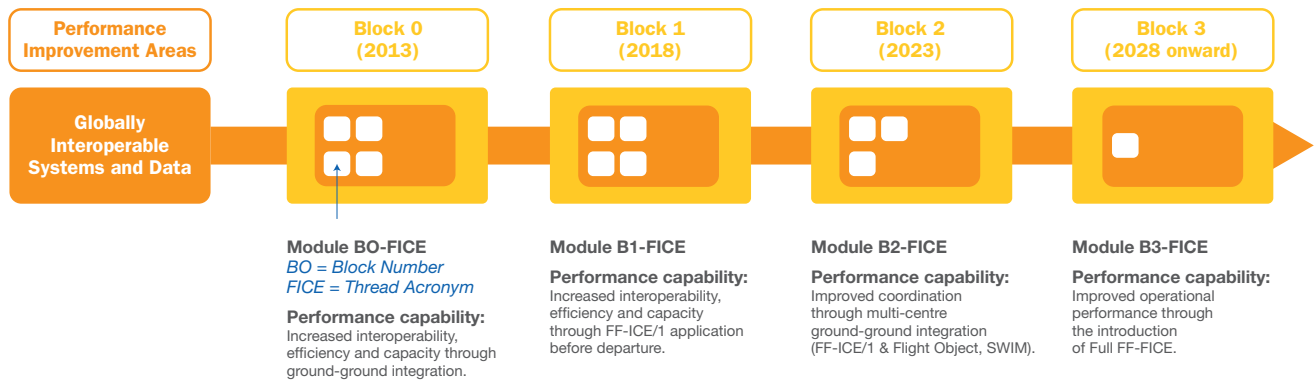 Performance
Improvement Areas
Block 0
(2013)
Block 1
(2018)
Block 2
(2023)
Block 3
(2028 onward)
Globally
Interoperable
Systems and Data
Module BO-FICE
BO = Block Number
FICE = Thread Acronym
Performance capability:
Increased interoperability,
efficiency and capacity through
ground-ground integration.
Module B1-FICE
Performance capability:
Increased interoperability,
efficiency and capacity
through FF-ICE/1 application
before departure.
Module B2-FICE
Performance capability:
Improved coordination
through multi-centre
ground-ground integration
(FF-ICE/1 & Flight Object, SWIM).
Module B3-FICE
Performance capability:
Improved operational
performance through
the introduction
of Full FF-FICE.